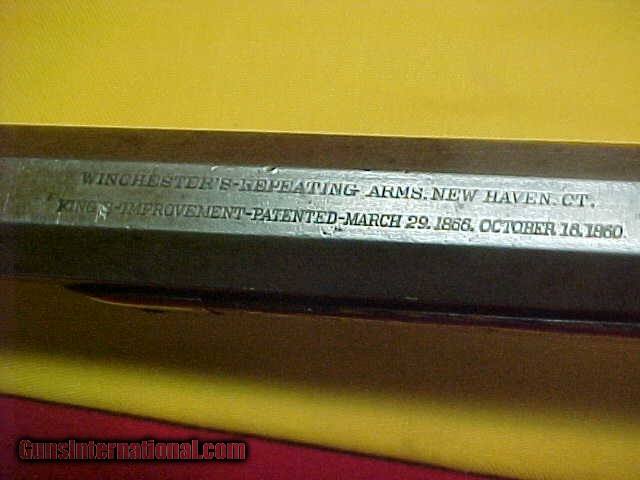 WINCHESTER'S-REPEATING-ARMS. NEW HAVEN. CT.
KING'S-IMPROVEMENT-PATENTED-MARCH 29. 1866. OCTOBER 16. 1860
GunsInternational.com